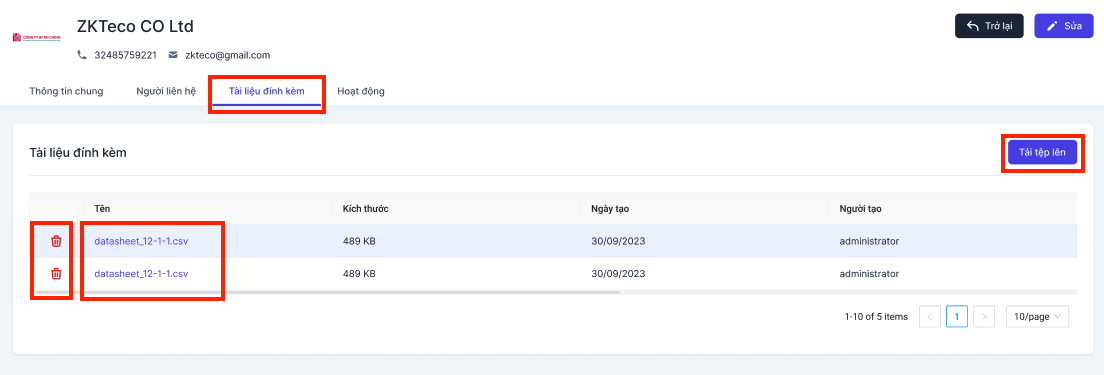 ZKTeco CO Ltd
Trở lại
Sửa
CÔNG TY IN TÀI CHÍNH
32485759221 zkteco@gmail.com
Thông tin chung Người liên hệ Tài liệu đính kèm Hoạt động
Tài liệu đính kèm
Tải tệp lên
Tên Kích thước Ngày tạo Người tạo
datasheet_12-1-1.csv 489 KB 30/09/2023 administrator
datasheet_12-1-1.csv 489 KB 30/09/2023 administrator
1-10 of 5 items < 1 > 10/page